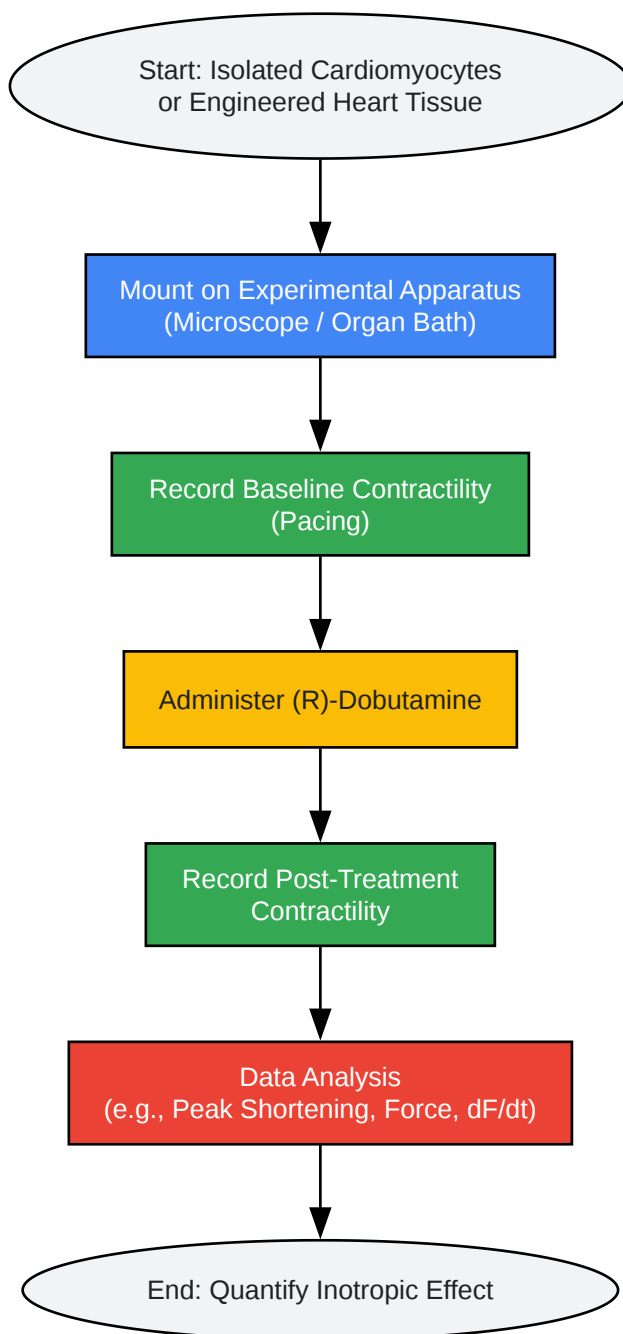 Start: Isolated Cardiomyocytes
or Engineered Heart Tissue
Mount on Experimental Apparatus
(Microscope / Organ Bath)
Record Baseline Contractility
(Pacing)
Administer (R)-Dobutamine
Record Post-Treatment
Contractility
Data Analysis
(e.g., Peak Shortening, Force, dF/dt)
End: Quantify Inotropic Effect